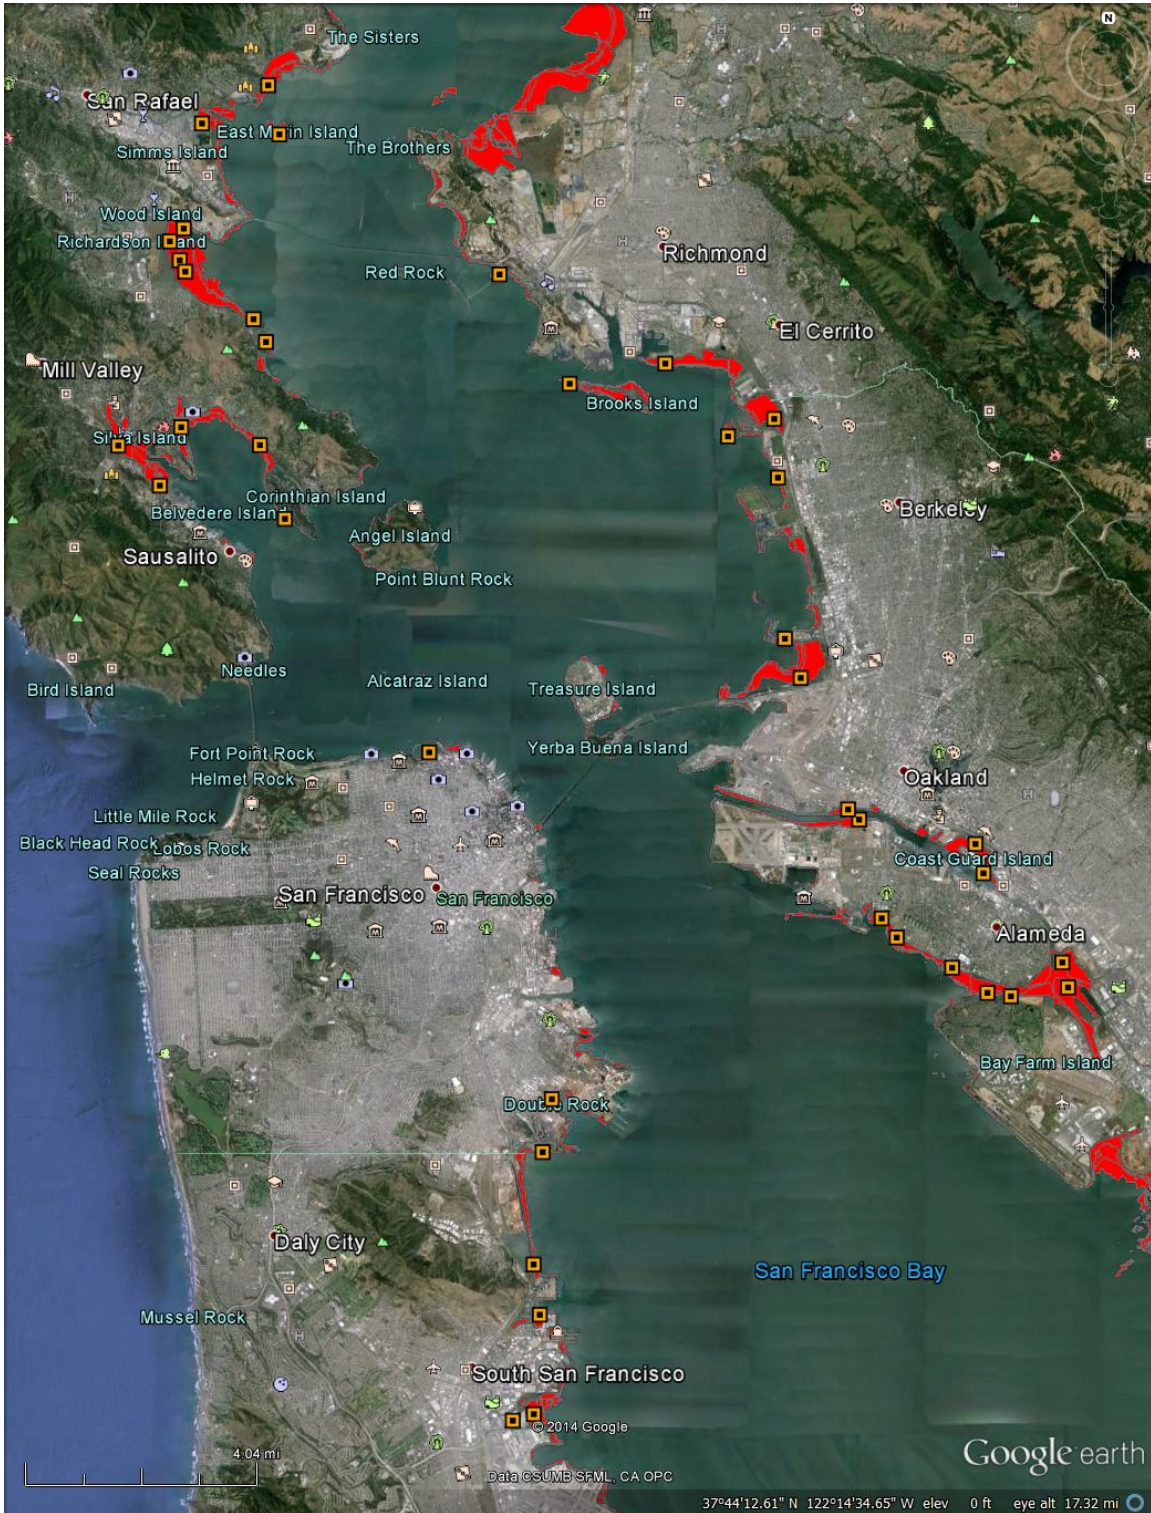 N
The Sisters
San Rafael
East Marin Island
The Brothers
Simms Island
Wood Island
Richardson Island
Richmond
Red Rock
El Cerrito
Mill Valley
Brooks Island
Silva Island
Corinthian Island
Berkeley
Belvedere Island
Angel Island
Sausalito
Point Blunt Rock
Needles
Alcatraz Island
Bird Island
Treasure Island
Fort Point Rock
Yerba Buena Island
Helmet Rock
Oakland
Little Mile Rock
Black Head Rock
Lobos Rock
Coast Guard Island
Seal Rocks
San Francisco
San Francisco
Alameda
Bay Farm Island
Double Rock
Daly City
San Francisco Bay
Mussel Rock
South San Francisco
© 2014 Google
4.04 mi
Google earth
Data CSUMB SFML, CA OPC
37°44'12.61" N 122°14'34.65" W elev 0 ft eye alt 17.32 mi